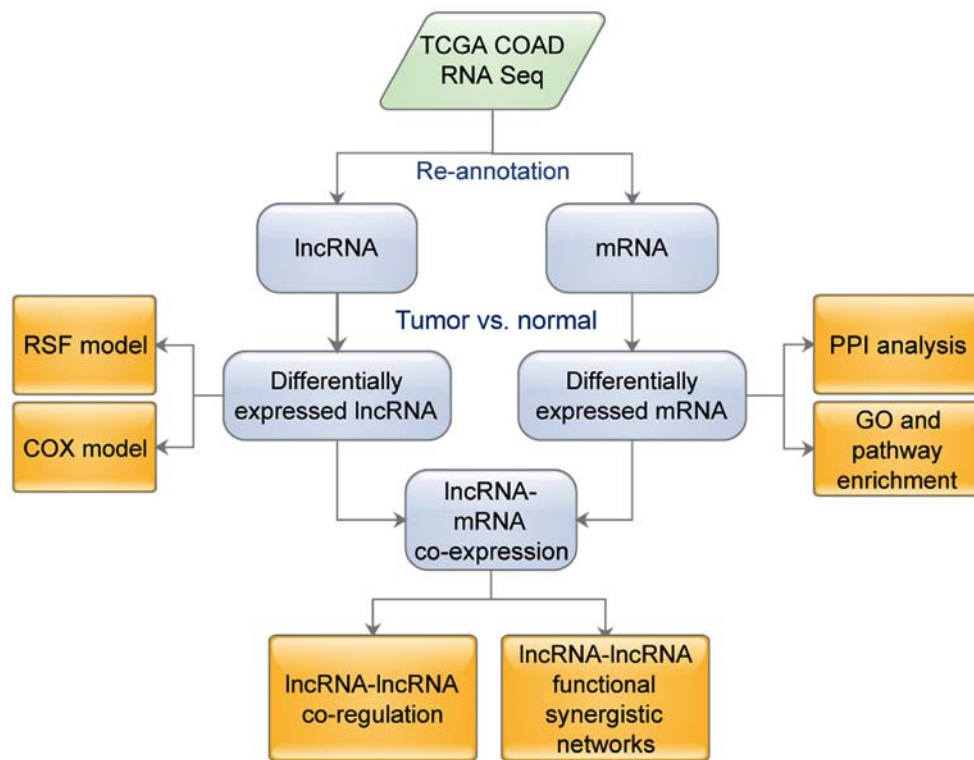 TCGA COAD
RNA Seq
Re-annotation
lncRNA
mRNA
Tumor vs. normal
RSF model
COX model
Differentially
expressed lncRNA
Differentially
expressed mRNA
PPI analysis
GO and
pathway
enrichment
lncRNA-
mRNA
co-expression
lncRNA-lncRNA
co-regulation
lncRNA-lncRNA
functional
synergistic
networks